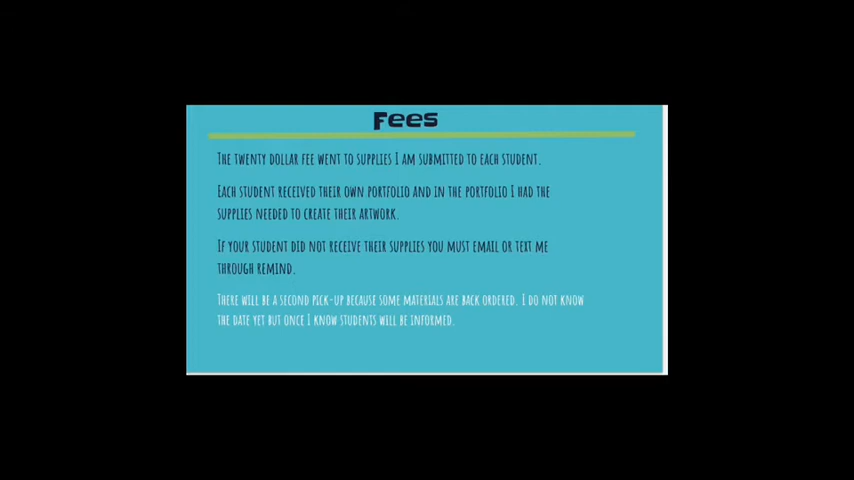 Fees
The twenty dollar fee went to supplies I am submitted to each student.
Each student received their own portfolio and in the portfolio I had the
supplies needed to create their artwork.
If your student did not receive their supplies you must email or text me
through remind.
There will be a second pick-up because some materials are back ordered. I do not know
the date yet but once I know students will be informed.